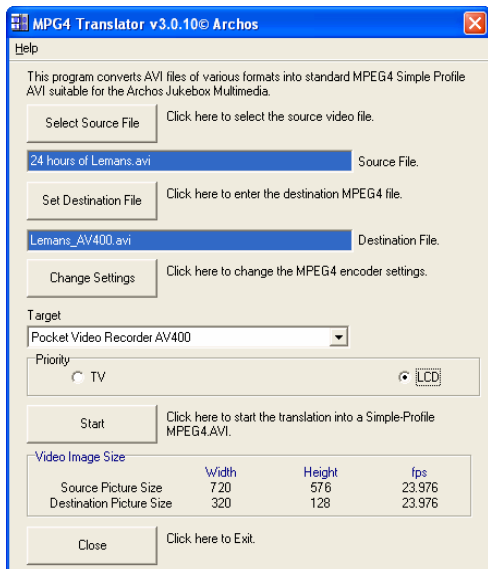 MPG4 Translator v3.0.10© Archos
Help
This program converts AVI files of various formats into standard MPEG4 Simple Profile
AVI suitable for the Archos Jukebox Multimedia.
Select Source File Click here to select the source video file.
24 hours of Lemans.avi Source File.
Set Destination File Click here to enter the destination MPEG4 file.
Lemans_AV400.avi Destination File.
Change Settings Click here to change the MPEG4 encoder settings.
Target
Pocket Video Recorder AV400
Priority
TV LCD
Start Click here to start the translation into a Simple-Profile
MPEG4.AVI.
Video Image Size
Width Height fps
Source Picture Size 720 576 23.976
Destination Picture Size 320 128 23.976
Close Click here to Exit.